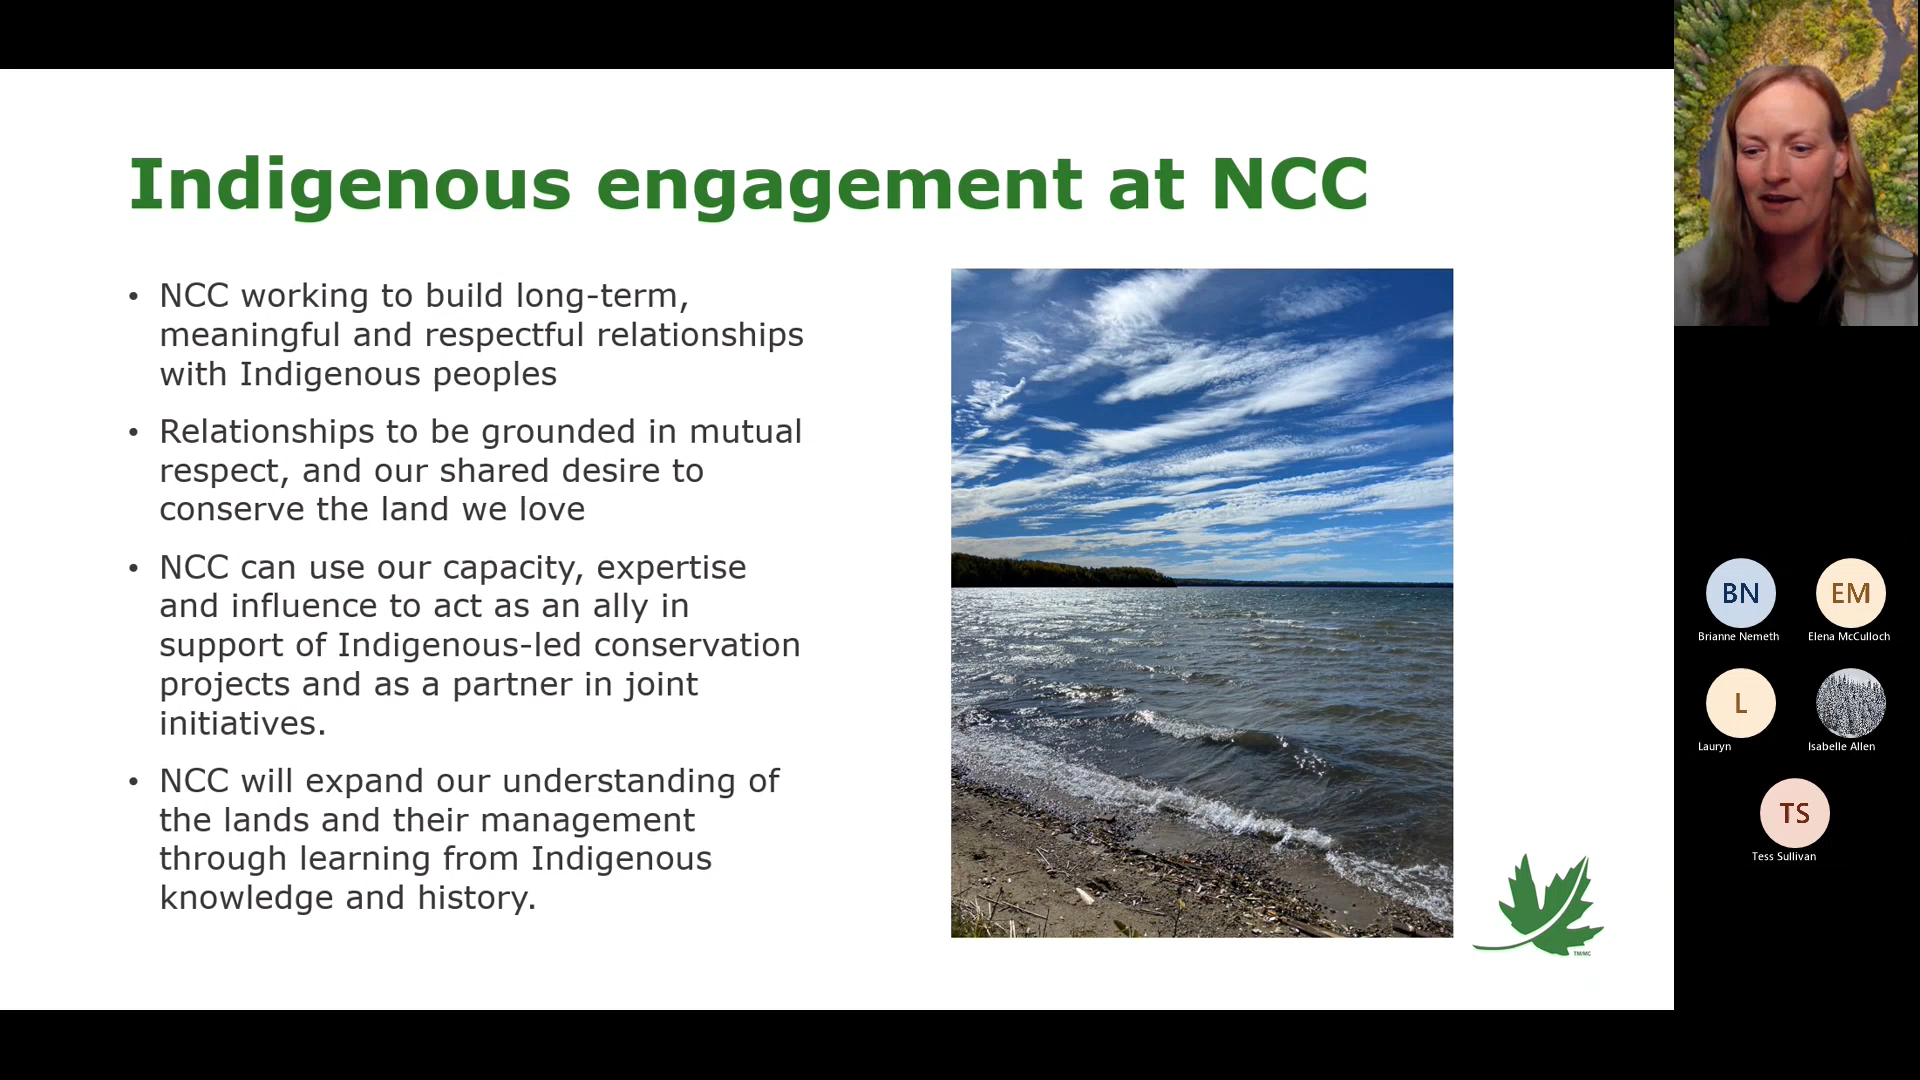 Indigenous engagement at NCC
• NCC working to build long-term,
meaningful and respectful relationships
with Indigenous peoples
• Relationships to be grounded in mutual
respect, and our shared desire to
conserve the land we love
• NCC can use our capacity, expertise
and influence to act as an ally in
support of Indigenous-led conservation
projects and as a partner in joint
initiatives.
• NCC will expand our understanding of
the lands and their management
through learning from Indigenous
knowledge and history.
TM/MC
BN
Brianne Nemeth
EM
Elena McCulloch
L
Lauryn
Isabelle Allen
TS
Tess Sullivan